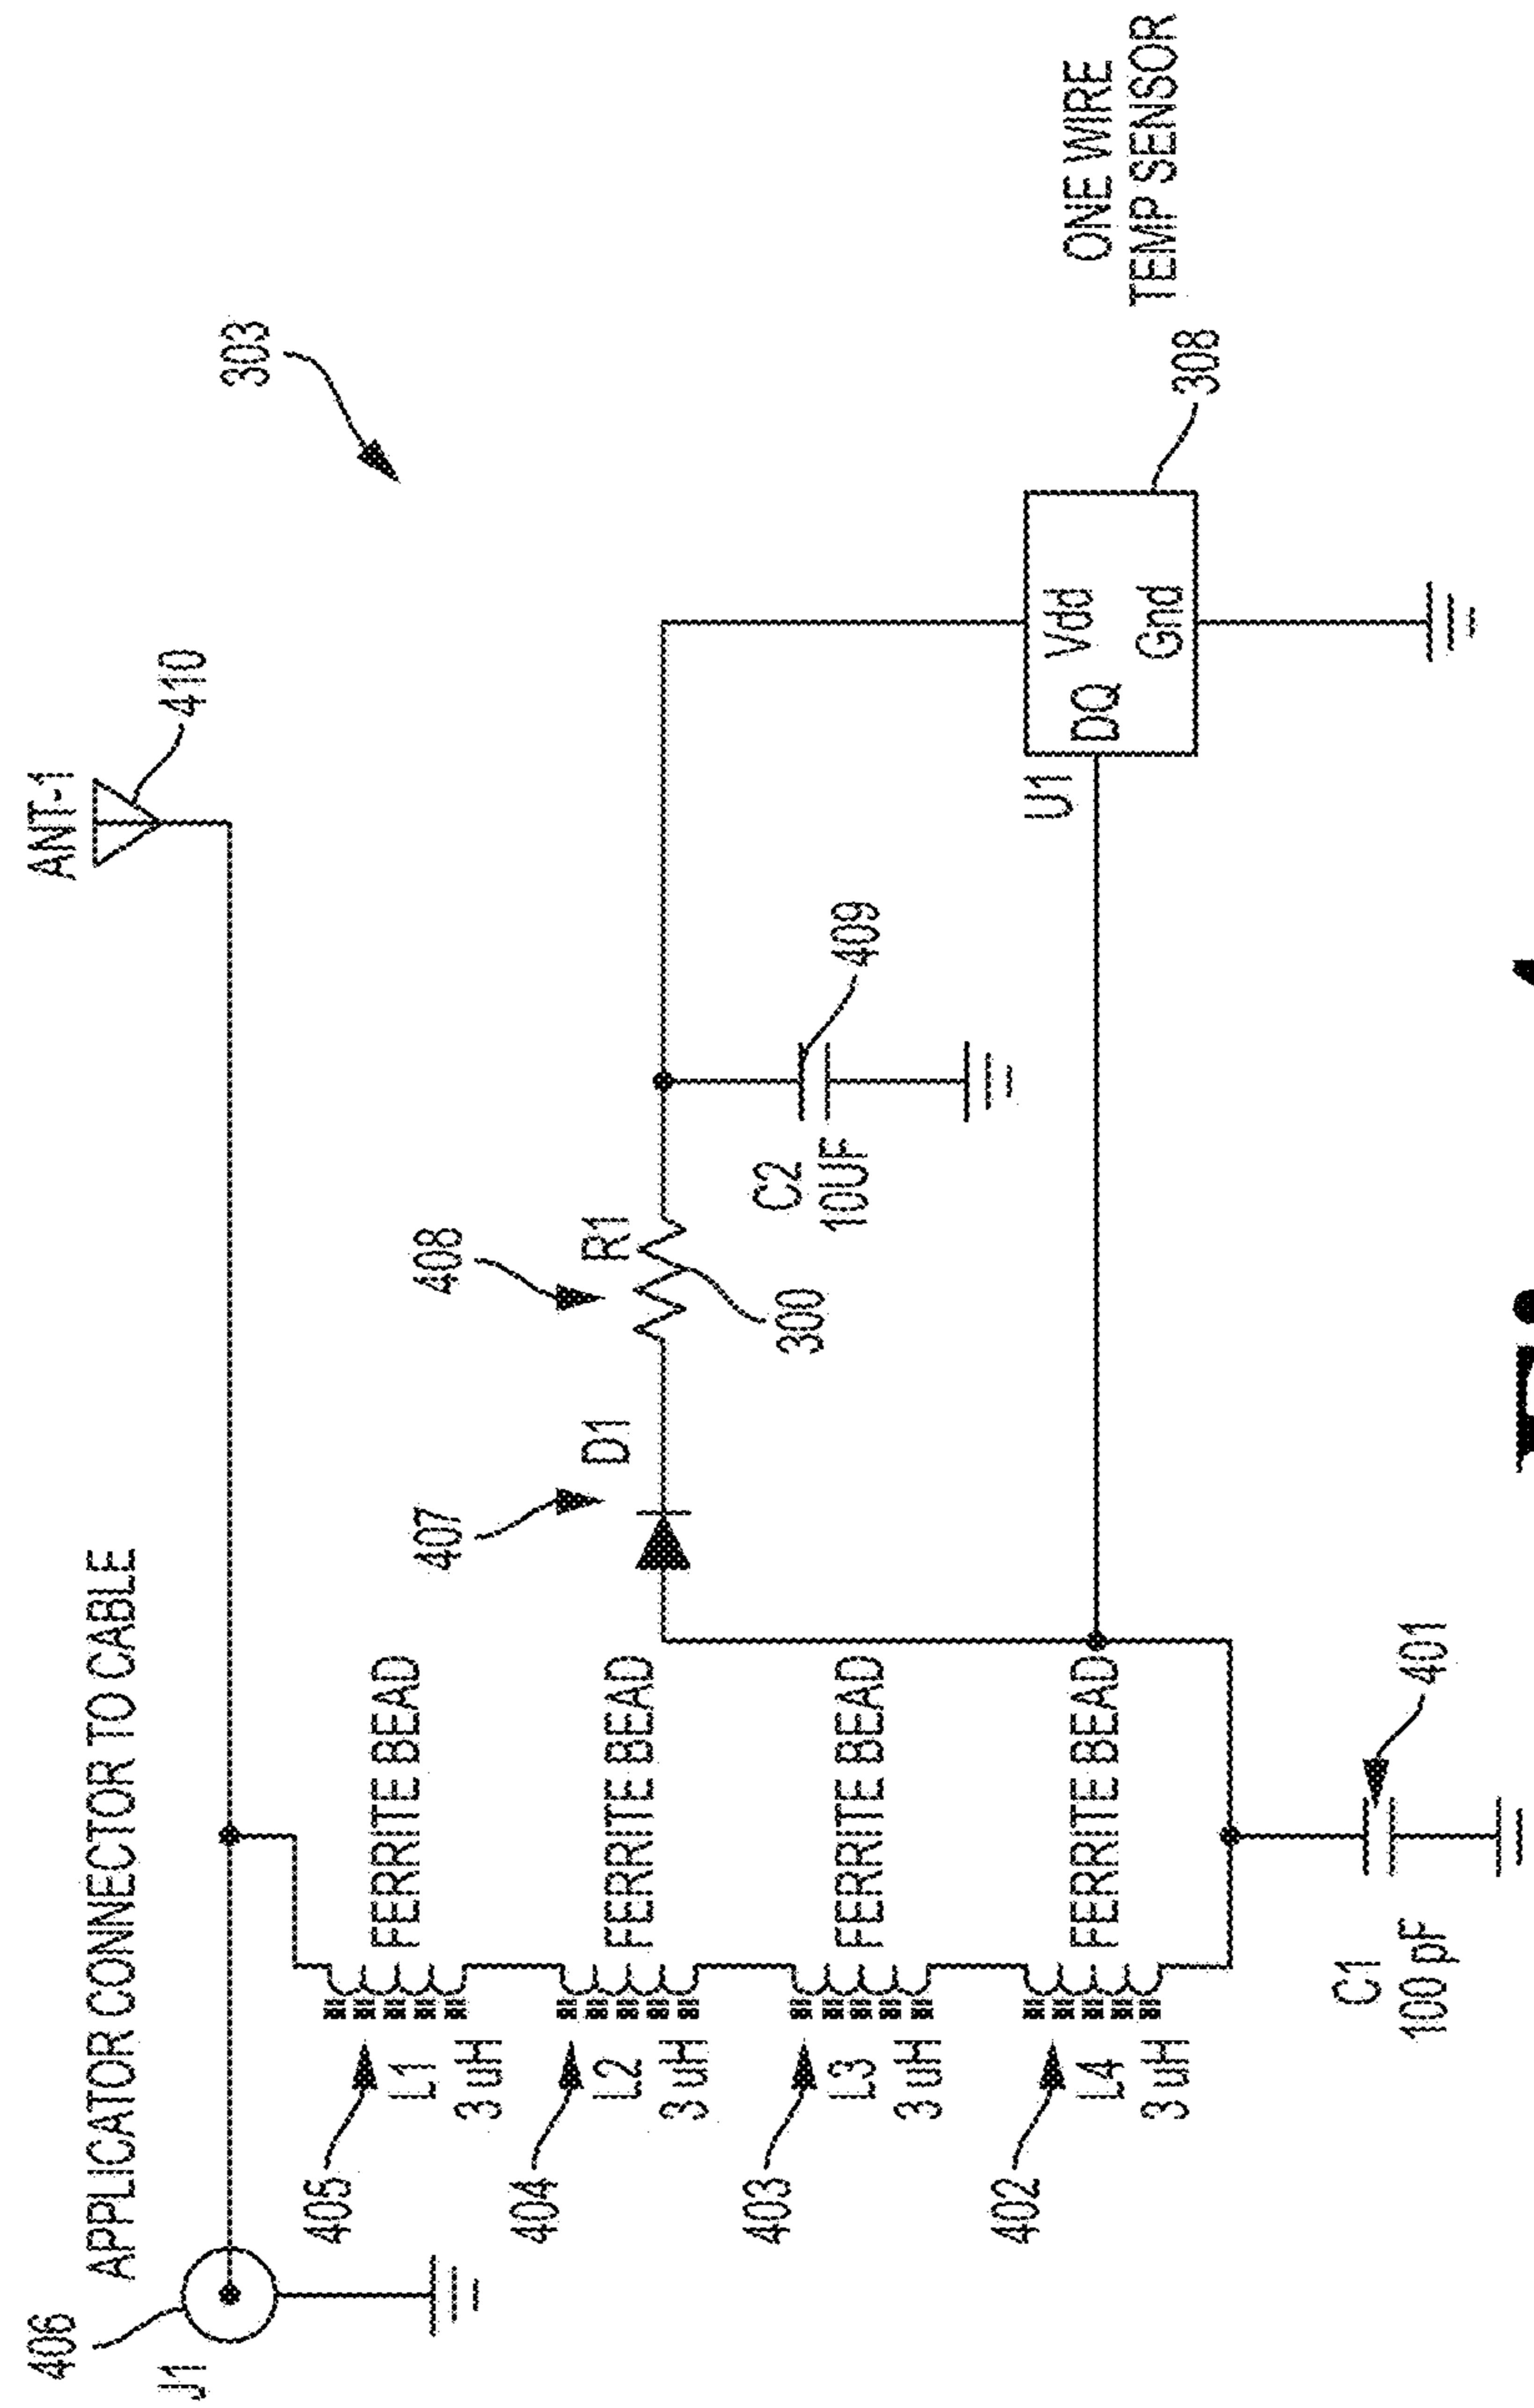 406
J1
APPLICATOR CONNECTOR TO CABLE
ANT-1
410
303
405
L1
3 uH
FERRITE BEAD
404
L2
3 uH
FERRITE BEAD
403
L3
3 uH
FERRITE BEAD
402
L4
3 uH
FERRITE BEAD
C1
100 pF
401
407
D1
408
R1
300
C2
10UF
409
U1
DQ
Vdd
Gnd
308
ONE WIRE
TEMP SENSOR